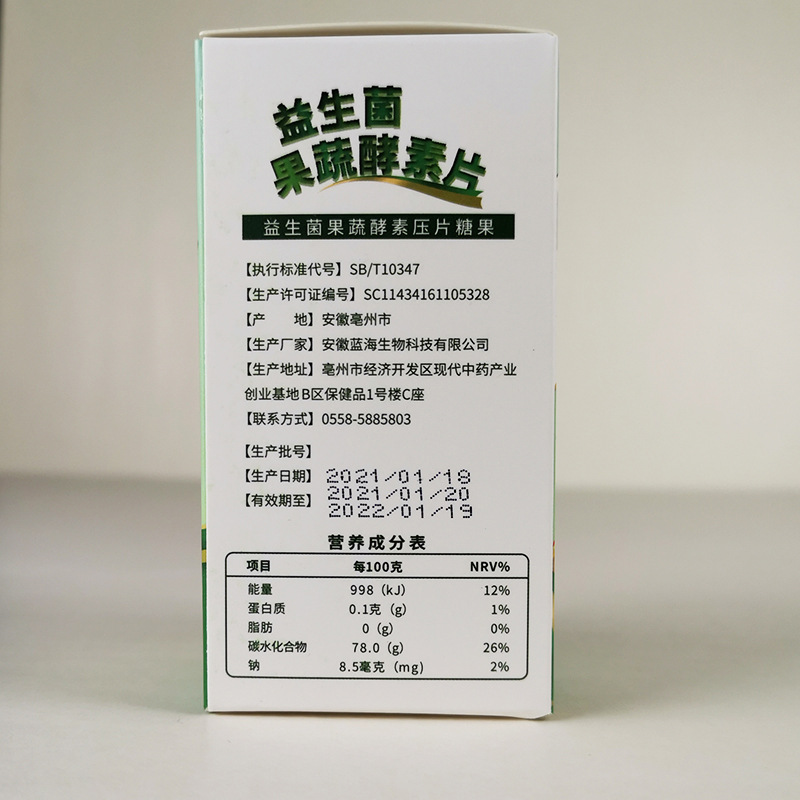 益生菌
果蔬酵素片
益生菌果蔬酵素压片糖果
【执行标准代号】SB/T10347
【生产许可证编号】SC11434161105328
【产　　地】安徽亳州市
【生产厂家】安徽蓝海生物科技有限公司
【生产地址】亳州市经济开发区现代中药产业
创业基地B区保健品1号楼C座
【联系方式】0558-5885803
【生产批号】
2021/01/18
【生产日期】
2021/01/20
【有效期至】
2022/01/19
营养成分表
项目 每100克 NRV%
能量 998（kJ） 12%
蛋白质 0.1克（g） 1%
脂肪 0（g） 0%
碳水化合物 78.0（g） 26%
钠 8.5毫克（mg） 2%